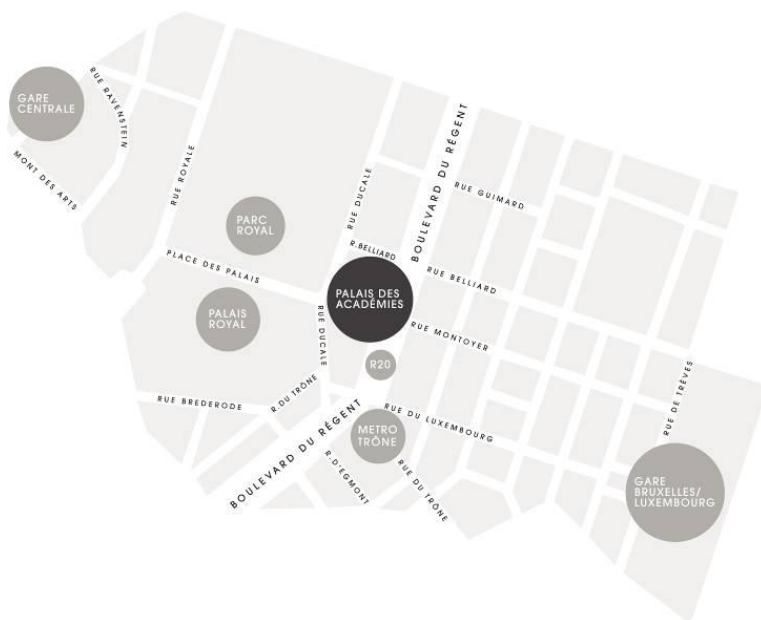 GARE
CENTRALE
RUE RAVENSTEIN
MONT DES ARTS
RUE ROYALE
PARC
ROYAL
RUE DUCALE
BOULEVARD DU RÉGENT
RUE GUIMARD
R.BELLIARD
RUE BELLIARD
PLACE DES PALAIS
PALAIS DES
ACADÉMIES
PALAIS
ROYAL
RUE DUCALE
RUE MONTOYER
R20
RUE DE TRÈVES
RUE BREDERODE
R.DU TRÔNE
BOULEVARD DU RÉGENT
RUE DU LUXEMBOURG
METRO
TRÔNE
R.D'EGMONT
RUE DU TRÔNE
GARE
BRUXELLES/
LUXEMBOURG